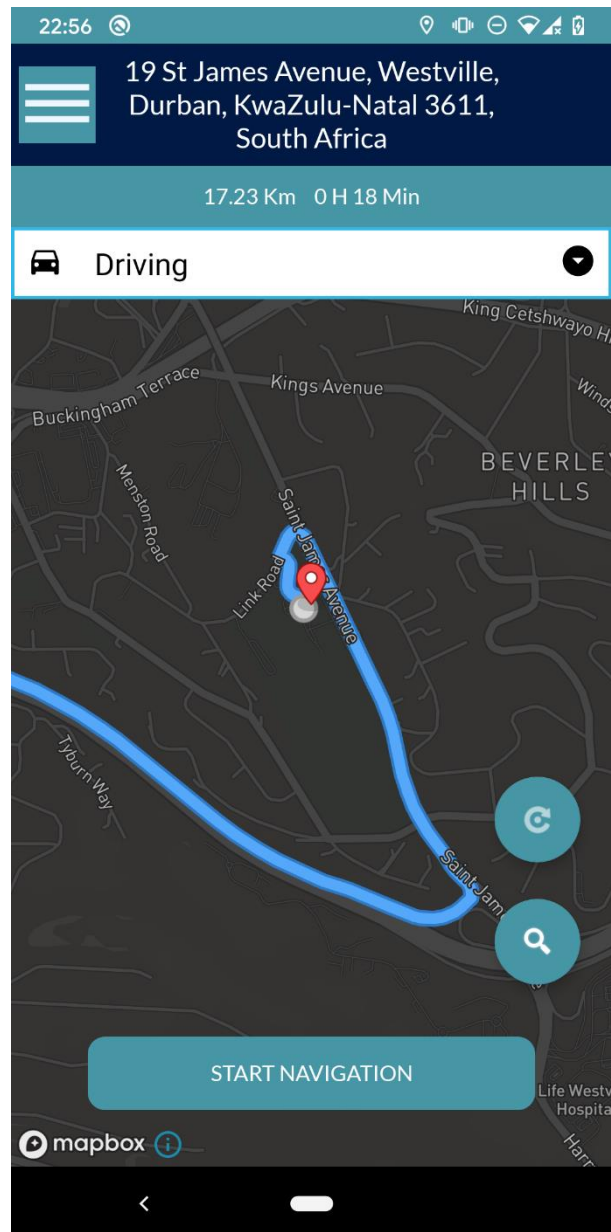 22:56
19 St James Avenue, Westville,
Durban, KwaZulu-Natal 3611,
South Africa
17.23 Km 0 H 18 Min
Driving
King Cetshwayo H
Buckingham Terrace
Kings Avenue
Wind
Menston Road
BEVERLEY
HILLS
Saint James Avenue
Link Road
Tyburn Way
Saint Jam
START NAVIGATION
Life Westv
Hospita
mapbox
Harr